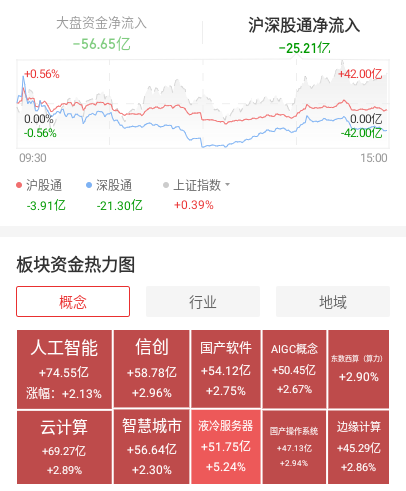 大盘资金净流入
沪深股通净流入
-56.65亿
-25.21亿
+0.56%
+42.00亿
0.00%
0.00亿
-0.56%
-42.00亿
09:30
15:00
沪股通
深股通
上证指数
-3.91亿
-21.30亿
+0.39%
板块资金热力图
概念
行业
地域
人工智能
+74.55亿
涨幅：+2.13%
信创
+58.78亿
+2.96%
国产软件
+54.12亿
+2.75%
AIGC概念
+50.45亿
+2.67%
东数西算（算力）
+2.90%
云计算
+69.27亿
+2.89%
智慧城市
+56.64亿
+2.30%
液冷服务器
+51.75亿
+5.24%
国产操作系统
+47.13亿
+2.94%
边缘计算
+45.29亿
+2.86%